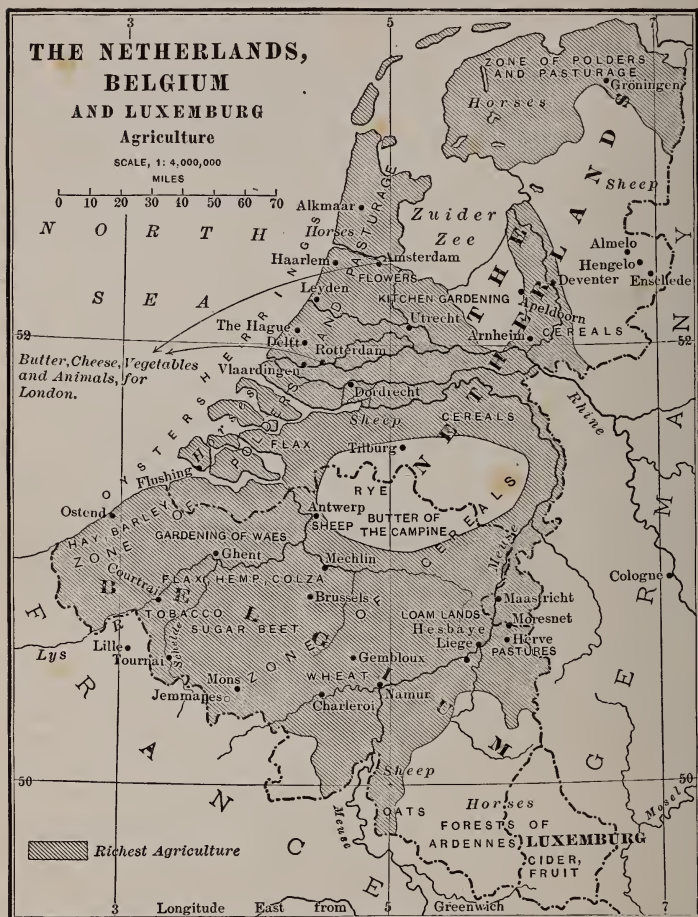 3 5 7
THE NETHERLANDS,
BELGIUM
AND LUXEMBURG
Agriculture
SCALE, 1: 4,000,000
MILES
0 10 20 30 40 50 60 70
ZONE OF POLDERS
AND PASTURAGE
Groningen
Horses
Sheep
NORTH
SEA
Zuider
Zee
Alkmaar
Horses
POLDERS AND PASTURAGE
Haarlem
Amsterdam
FLOWERS
Leyden
KITCHEN GARDENING
THE NETHERLANDS
Almelo
Hengelo
Enschede
Deventer
Apeldoorn
Utrecht
Arnheim
CEREALS
The Hague
Delft
Rotterdam
Vlaardingen
52 52
Butter, Cheese, Vegetables
and Animals, for
London.
OYSTERS HERRINGS
Dordrecht
Rhine
Sheep
CEREALS
Horses
FLAX
Flushing
Tilburg
RYE
BUTTER OF
THE CAMPINE
Ostend
HAY, BARLEY
Antwerp
SHEEP
GARDENING OF WAES
Ghent
Mechlin
Courtrai
FLAX, HEMP, COLZA
TOBACCO
SUGAR BEET
Brussels
ZONE OF CEREALS
ZONE OF
Meuse
Maastricht
Moresnet
LOAM LANDS
Hesbaye
Herve
Liege
PASTURES
Cologne
BELGIUM
Lys
Lille
Tournai
Schelde
Gembloux
WHEAT
Mons
Jemmapes
Namur
Charleroi
GERMANY
FRANCE
50 50
Sheep
Meuse
OATS
Horses
FORESTS OF
ARDENNES
LUXEMBURG
CIDER,
FRUIT
Mosel
Richest Agriculture
3 Longitude East from 5 Greenwich 7